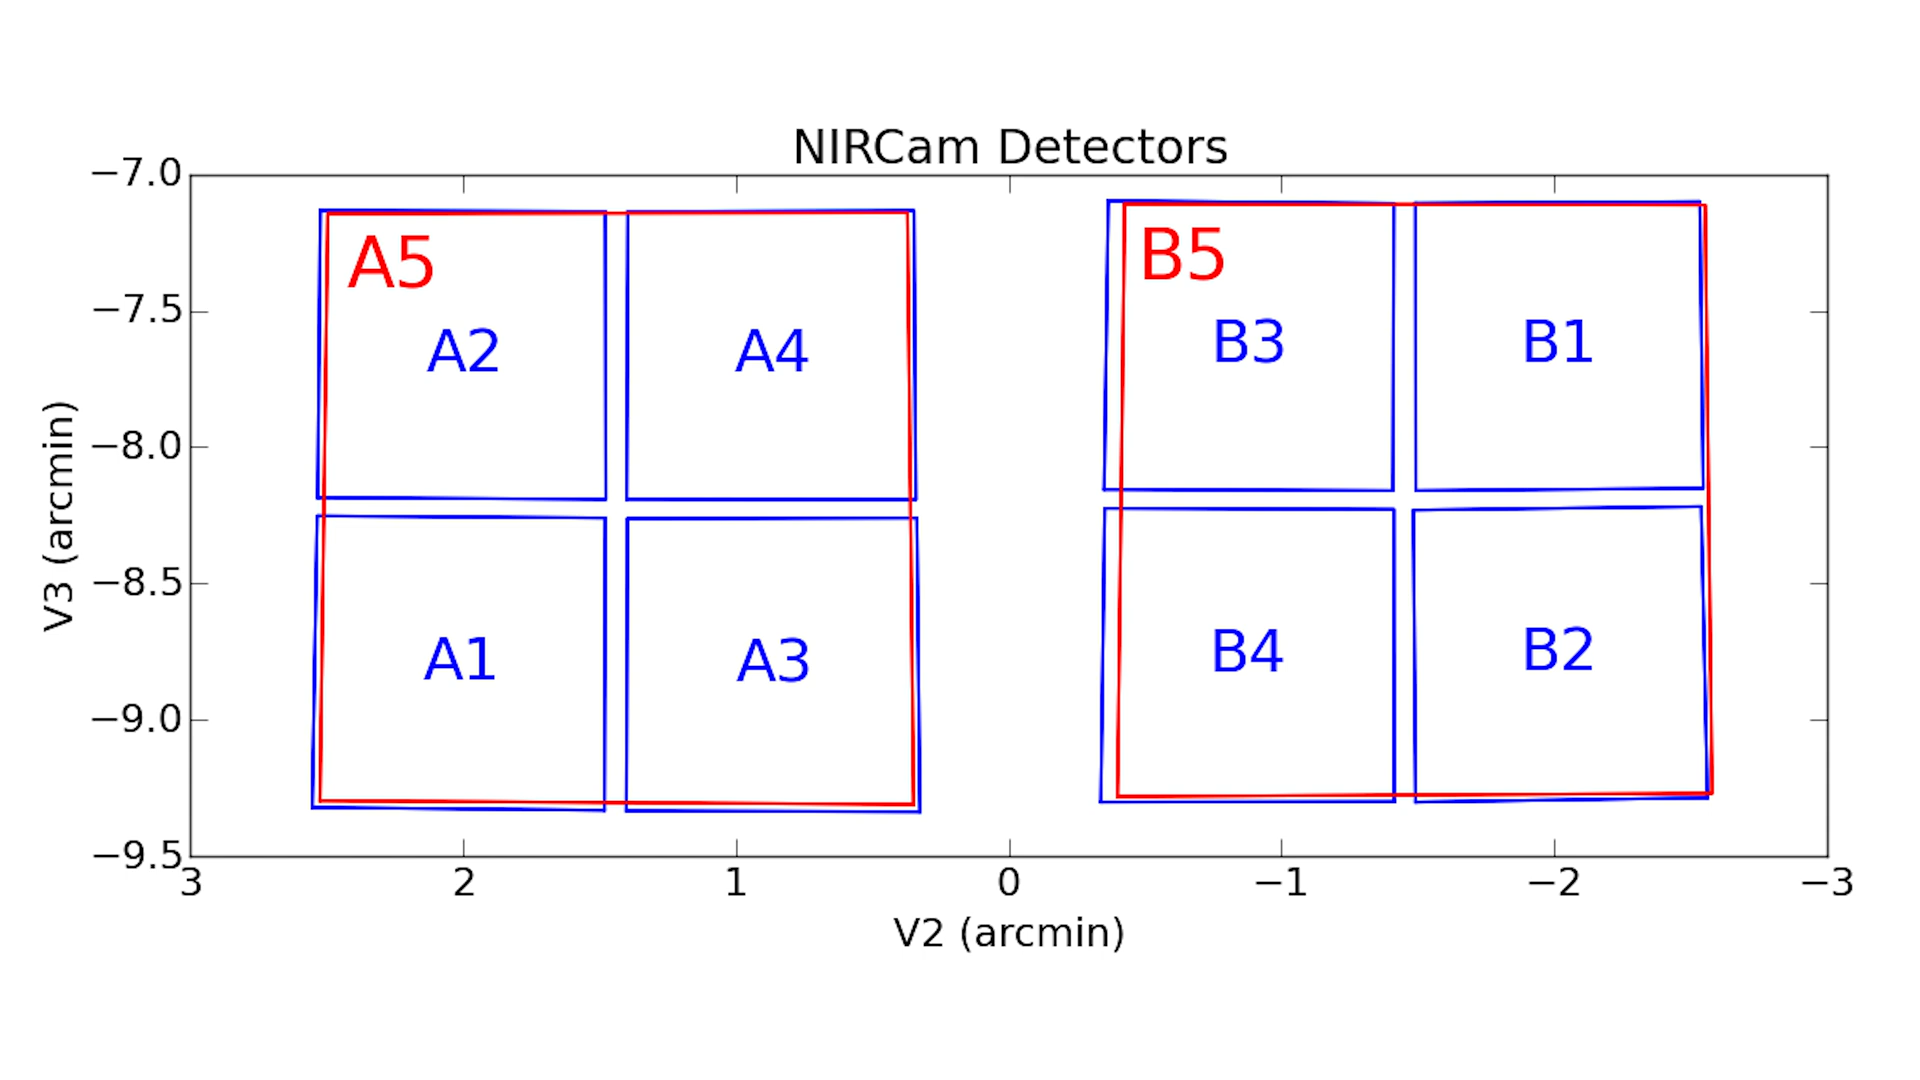 NIRCam Detectors
−7.0
−7.5
−8.0
−8.5
−9.0
−9.5
V3 (arcmin)
A5
A2
A4
A1
A3
B5
B3
B1
B4
B2
3 2 1 0 −1 −2 −3
V2 (arcmin)